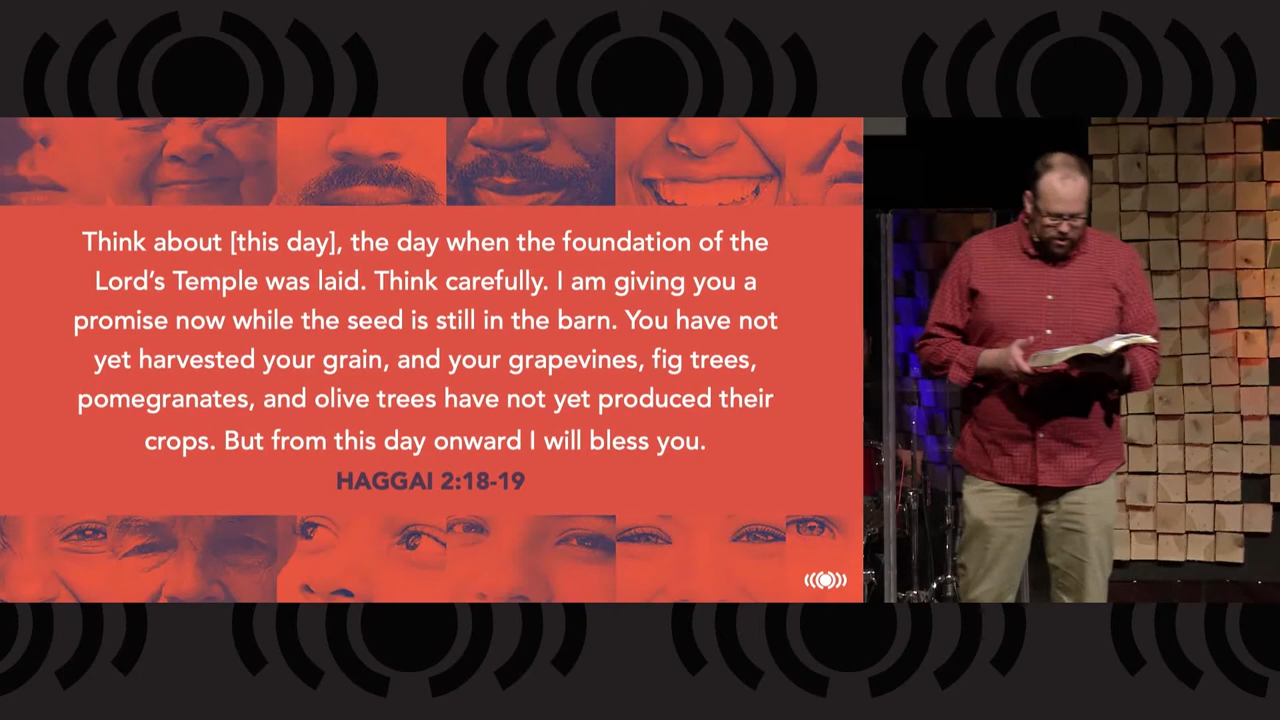 Think about [this day], the day when the foundation of the
Lord’s Temple was laid. Think carefully. I am giving you a
promise now while the seed is still in the barn. You have not
yet harvested your grain, and your grapevines, fig trees,
pomegranates, and olive trees have not yet produced their
crops. But from this day onward I will bless you.
HAGGAI 2:18-19